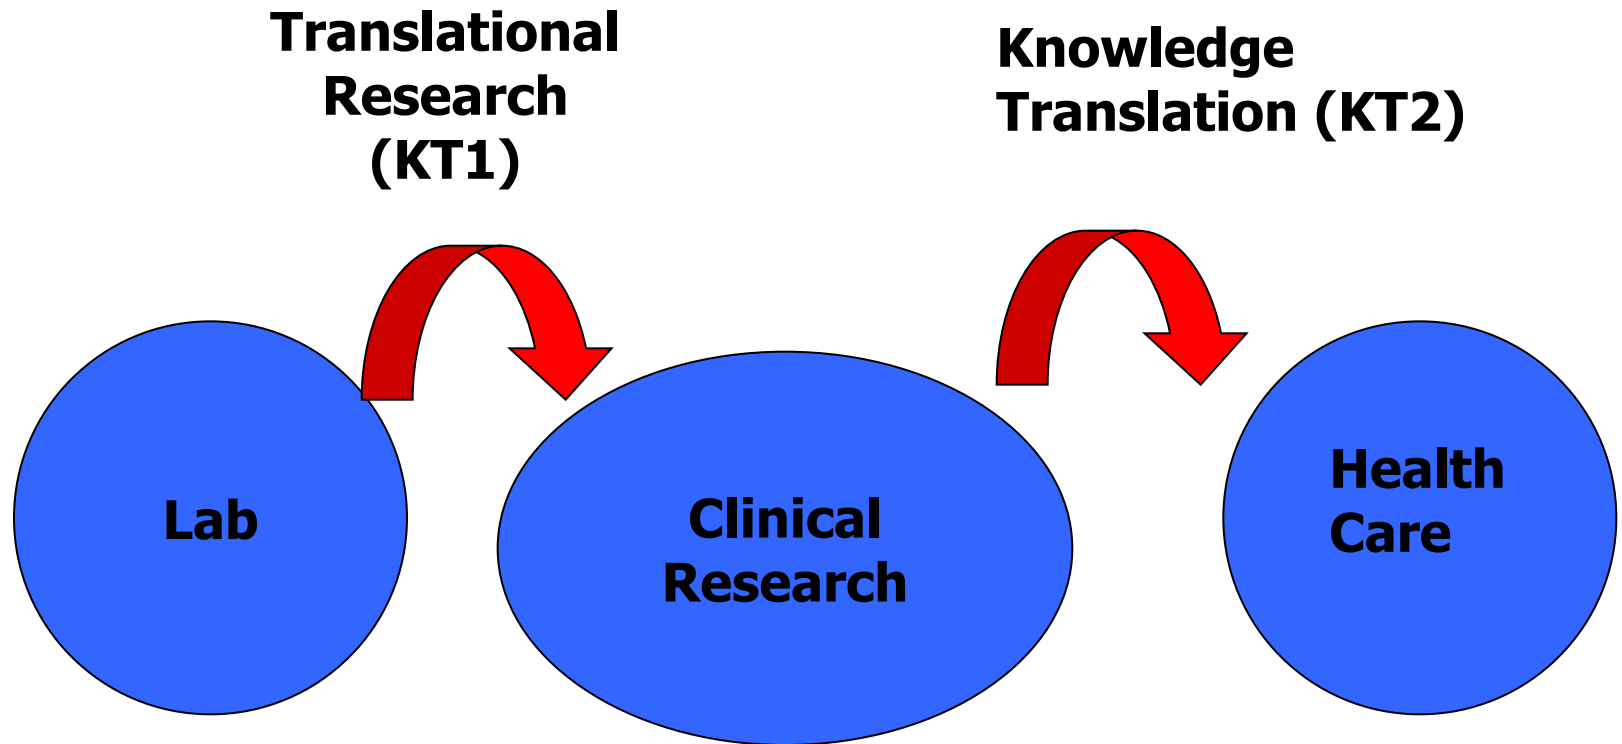 Translational
Research
(KT1)
Knowledge
Translation (KT2)
Lab
Clinical
Research
Health
Care